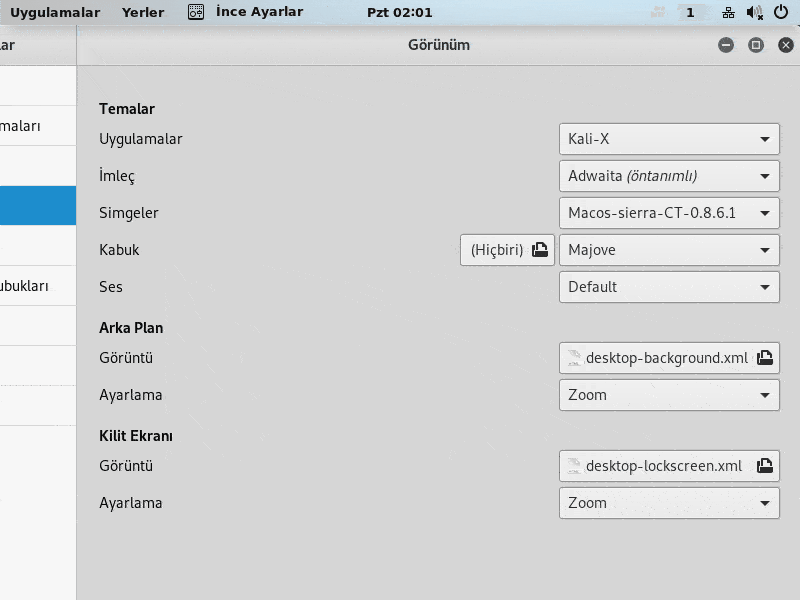 Uygulamalar Yerler İnce Ayarlar Pzt 02:01 1
ar Görünüm
Temalar
maları Uygulamalar Kali-X
İmleç Adwaita (öntanımlı)
Simgeler Macos-sierra-CT-0.8.6.1
Kabuk (Hiçbiri) Majove
ubukları Ses Default
Arka Plan
Görüntü desktop-background.xml
Ayarlama Zoom
Kilit Ekranı
Görüntü desktop-lockscreen.xml
Ayarlama Zoom